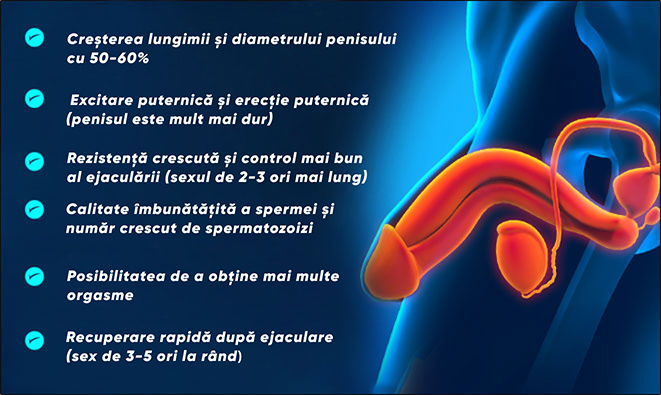 Creșterea lungimii și diametrului penisului
cu 50-60%
Excitare puternică și erecție puternică
(penisul este mult mai dur)
Rezistență crescută și control mai bun
al ejaculării (sexul de 2-3 ori mai lung)
Calitate îmbunătățită a spermei și
număr crescut de spermatozoizi
Posibilitatea de a obține mai multe
orgasme
Recuperare rapidă după ejaculare
(sex de 3-5 ori la rând)